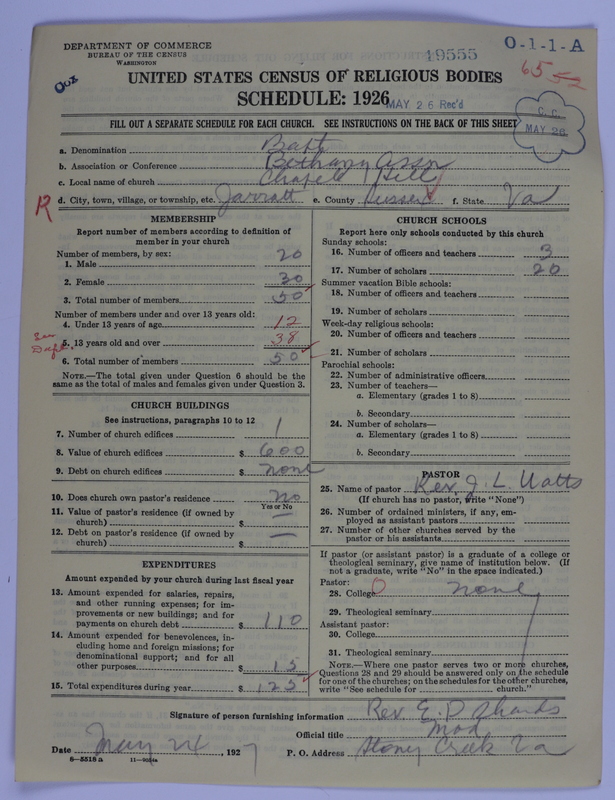 DEPARTMENT OF COMMERCE
BUREAU OF THE CENSUS
WASHINGTON
19555
O-1-1-A
6552
UNITED STATES CENSUS OF RELIGIOUS BODIES
SCHEDULE: 1926
MAY 26 Rec'd
C. C.
MAY 28
FILL OUT A SEPARATE SCHEDULE FOR EACH CHURCH. SEE INSTRUCTIONS ON THE BACK OF THIS SHEET
a. Denomination Bapt
b. Association or Conference Bethany Asson
c. Local name of church Chapel Hill
R d. City, town, village, or township, etc. Jarratt e. County Sussex f. State Va
MEMBERSHIP
Report number of members according to definition of
member in your church
Number of members, by sex:
1. Male 20
2. Female 30
3. Total number of members 50
Number of members under and over 13 years old:
4. Under 13 years of age 12
5. 13 years old and over 38
6. Total number of members 50
NOTE.—The total given under Question 6 should be the
same as the total of males and females given under Question 3.
CHURCH BUILDINGS
See instructions, paragraphs 10 to 12
7. Number of church edifices 1
8. Value of church edifices $ 600
9. Debt on church edifices $ none
10. Does church own pastor's residence no
Yes or No
11. Value of pastor's residence (if owned by
church) $ —
12. Debt on pastor's residence (if owned by
church) $ —
EXPENDITURES
Amount expended by church during last fiscal year
13. Amount expended for salaries, repairs,
and other running expenses; for im-
provements or new buildings; and for
payments on church debt $ 110
14. Amount expended for benevolences, in-
cluding home and foreign missions; for
denominational support; and for all
other purposes $ 15
15. Total expenditures during year $ 125
CHURCH SCHOOLS
Report here only schools conducted by this church
Sunday schools:
16. Number of officers and teachers 3
17. Number of scholars 20
Summer vacation Bible schools:
18. Number of officers and teachers
19. Number of scholars
Week-day religious schools:
20. Number of officers and teachers
21. Number of scholars
Parochial schools:
22. Number of administrative officers
23. Number of teachers—
a. Elementary (grades 1 to 8)
b. Secondary
24. Number of scholars—
a. Elementary (grades 1 to 8)
b. Secondary
PASTOR
25. Name of pastor Rev. J. L. Watts
(If church has no pastor, write "None")
26. Number of ordained ministers, if any, em-
ployed as assistant pastors
27. Number of other churches served by the
pastor or his assistants
If pastor (or assistant pastor) is a graduate of a college or
theological seminary, give name of institution below. (If
not a graduate, write "No" in the space indicated.)
Pastor:
28. College none
29. Theological seminary
Assistant pastor:
30. College
31. Theological seminary
NOTE.—Where one pastor serves two or more churches,
Questions 28 and 29 should be answered only on the schedule
for one of the churches; on the schedules for the other churches,
write "See schedule for church."
Signature of person furnishing information Rev E. D.
Official title Mod
Date May 24, 1927 P. O. Address Stoney Creek Va
8—5518 a